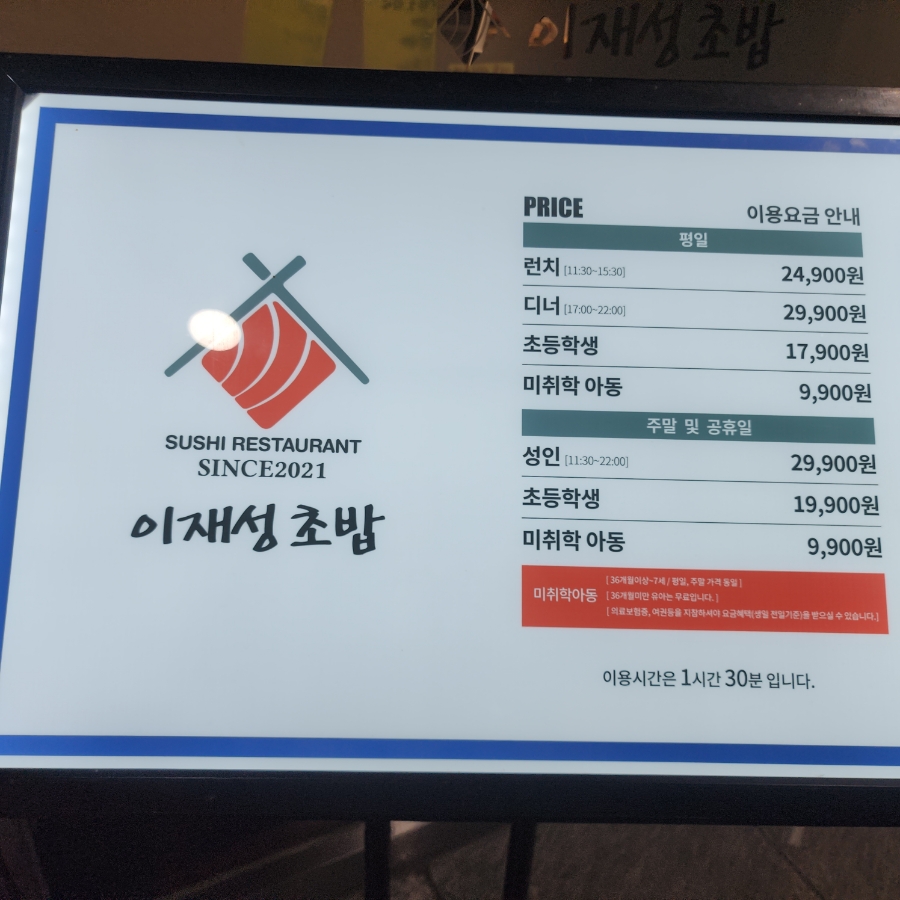 이재성 초밥
PRICE
이용요금 안내
평일
런치 [11:30~15:30] 24,900원
디너 [17:00~22:00] 29,900원
초등학생 17,900원
미취학 아동 9,900원
주말 및 공휴일
성인 [11:30~22:00] 29,900원
초등학생 19,900원
미취학 아동 9,900원
미취학아동
[ 36개월이상~7세 / 평일, 주말 가격 동일 ]
[ 36개월미만 유아는 무료입니다. ]
[ 의료보험증, 여권등을 지참하셔야 요금혜택(생일 전일기준)을 받으실 수 있습니다.]
이용시간은 1시간 30분 입니다.
SUSHI RESTAURANT
SINCE2021
이재성 초밥